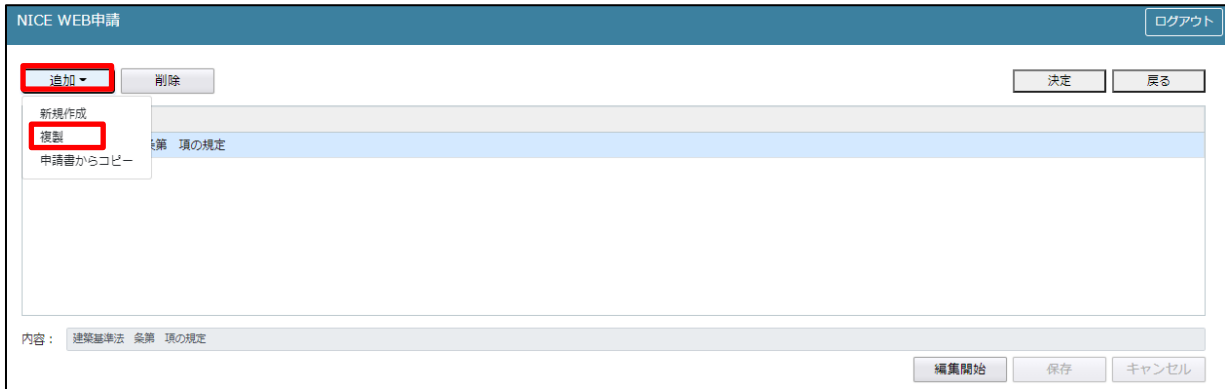 NICE WEB申請
ログアウト
追加
削除
決定
戻る
新規作成
複製
申請書からコピー
条第　項の規定
内容： 建築基準法　条第　項の規定
編集開始
保存
キャンセル